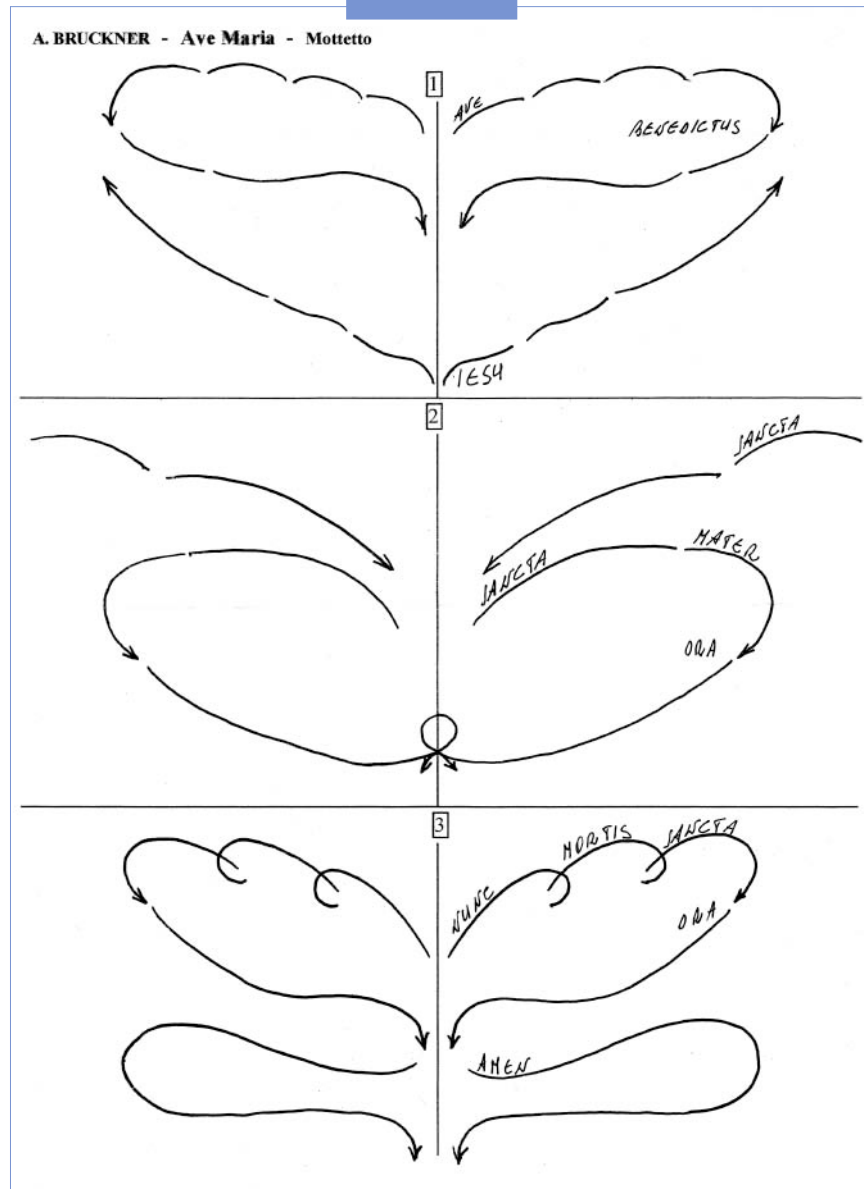 A. BRUCKNER - Ave Maria - Mottetto
1
AVE
BENEDICTUS
IESU
2
SANCTA
SANCTA MATER
ORA
3
NUNC MORTIS SANCTA
ORA
AMEN